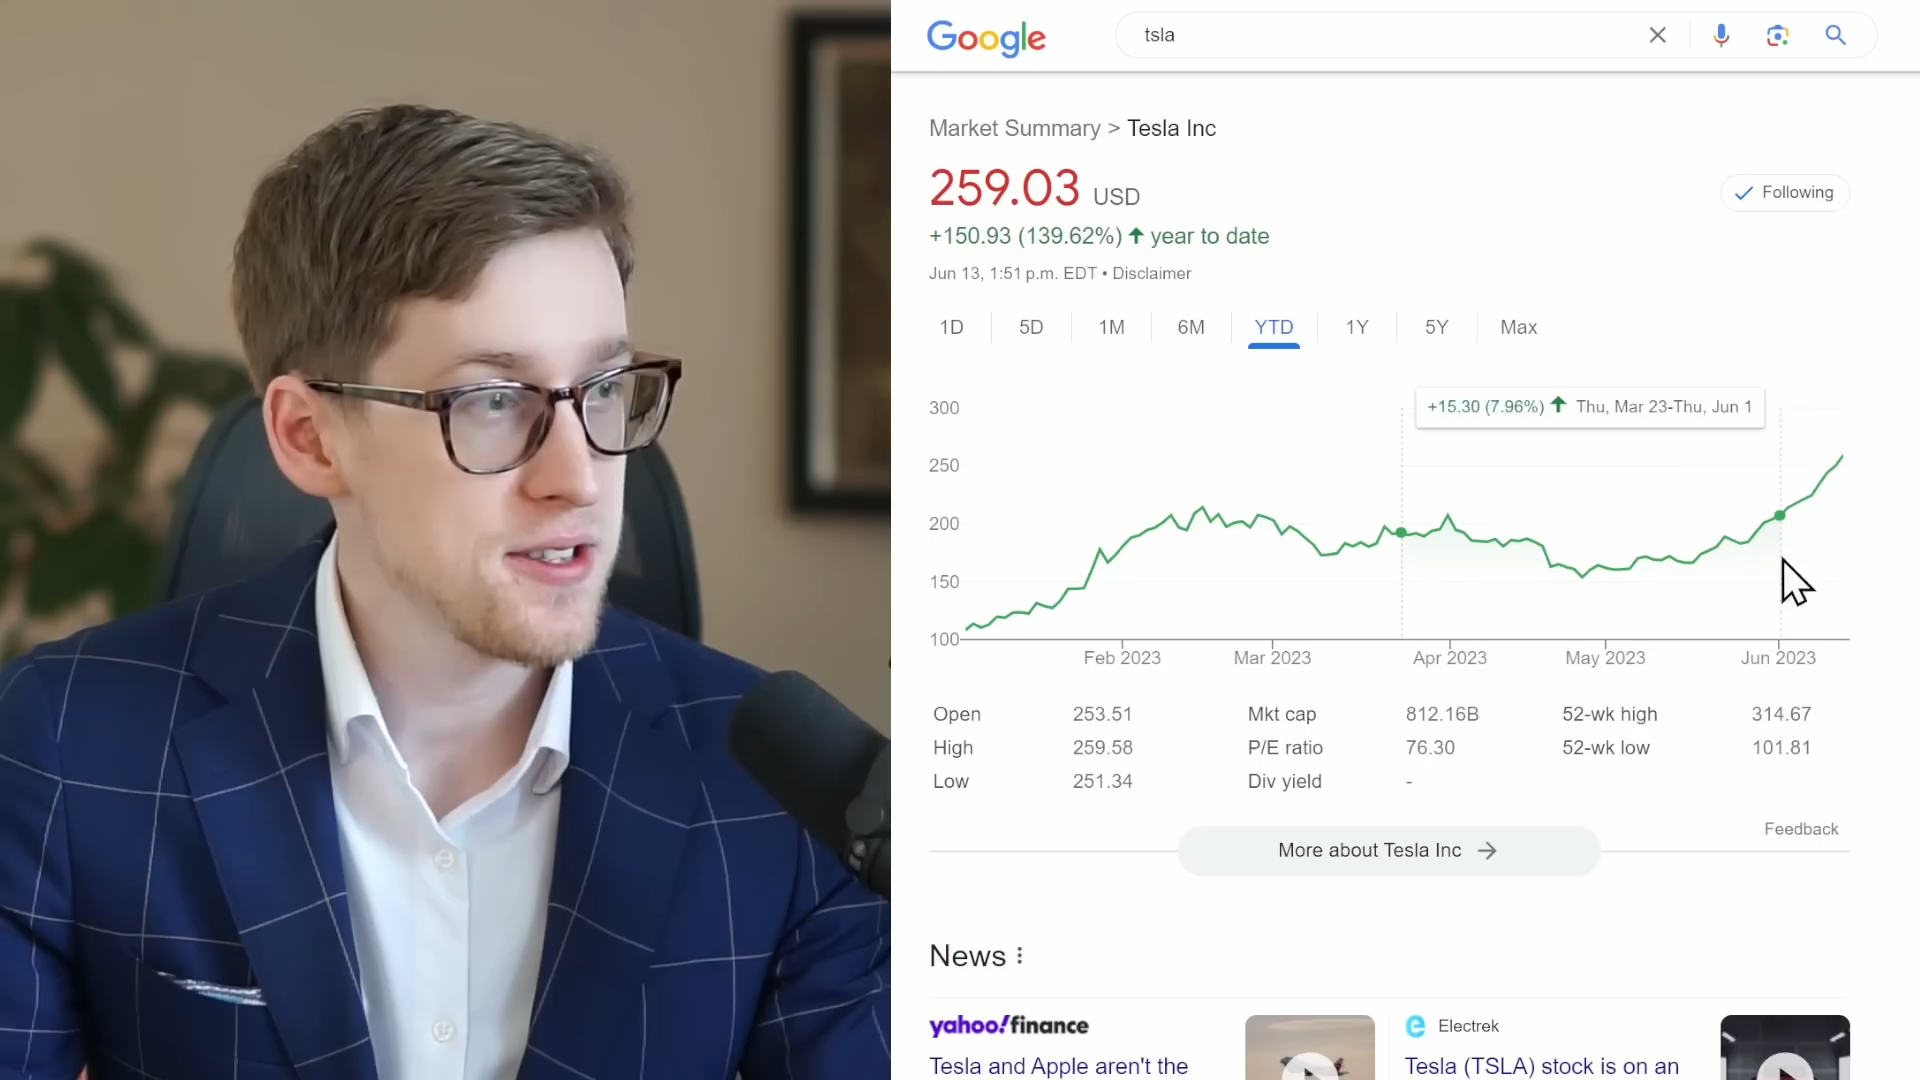 Google
tsla
Market Summary > Tesla Inc
259.03 USD
Following
+150.93 (139.62%) year to date
Jun 13, 1:51 p.m. EDT • Disclaimer
1D 5D 1M 6M YTD 1Y 5Y Max
+15.30 (7.96%) Thu, Mar 23-Thu, Jun 1
300
250
200
150
100
Feb 2023 Mar 2023 Apr 2023 May 2023 Jun 2023
Open 253.51 Mkt cap 812.16B 52-wk high 314.67
High 259.58 P/E ratio 76.30 52-wk low 101.81
Low 251.34 Div yield -
Feedback
More about Tesla Inc
News
yahoo!finance
Tesla and Apple aren't the
Electrek
Tesla (TSLA) stock is on an